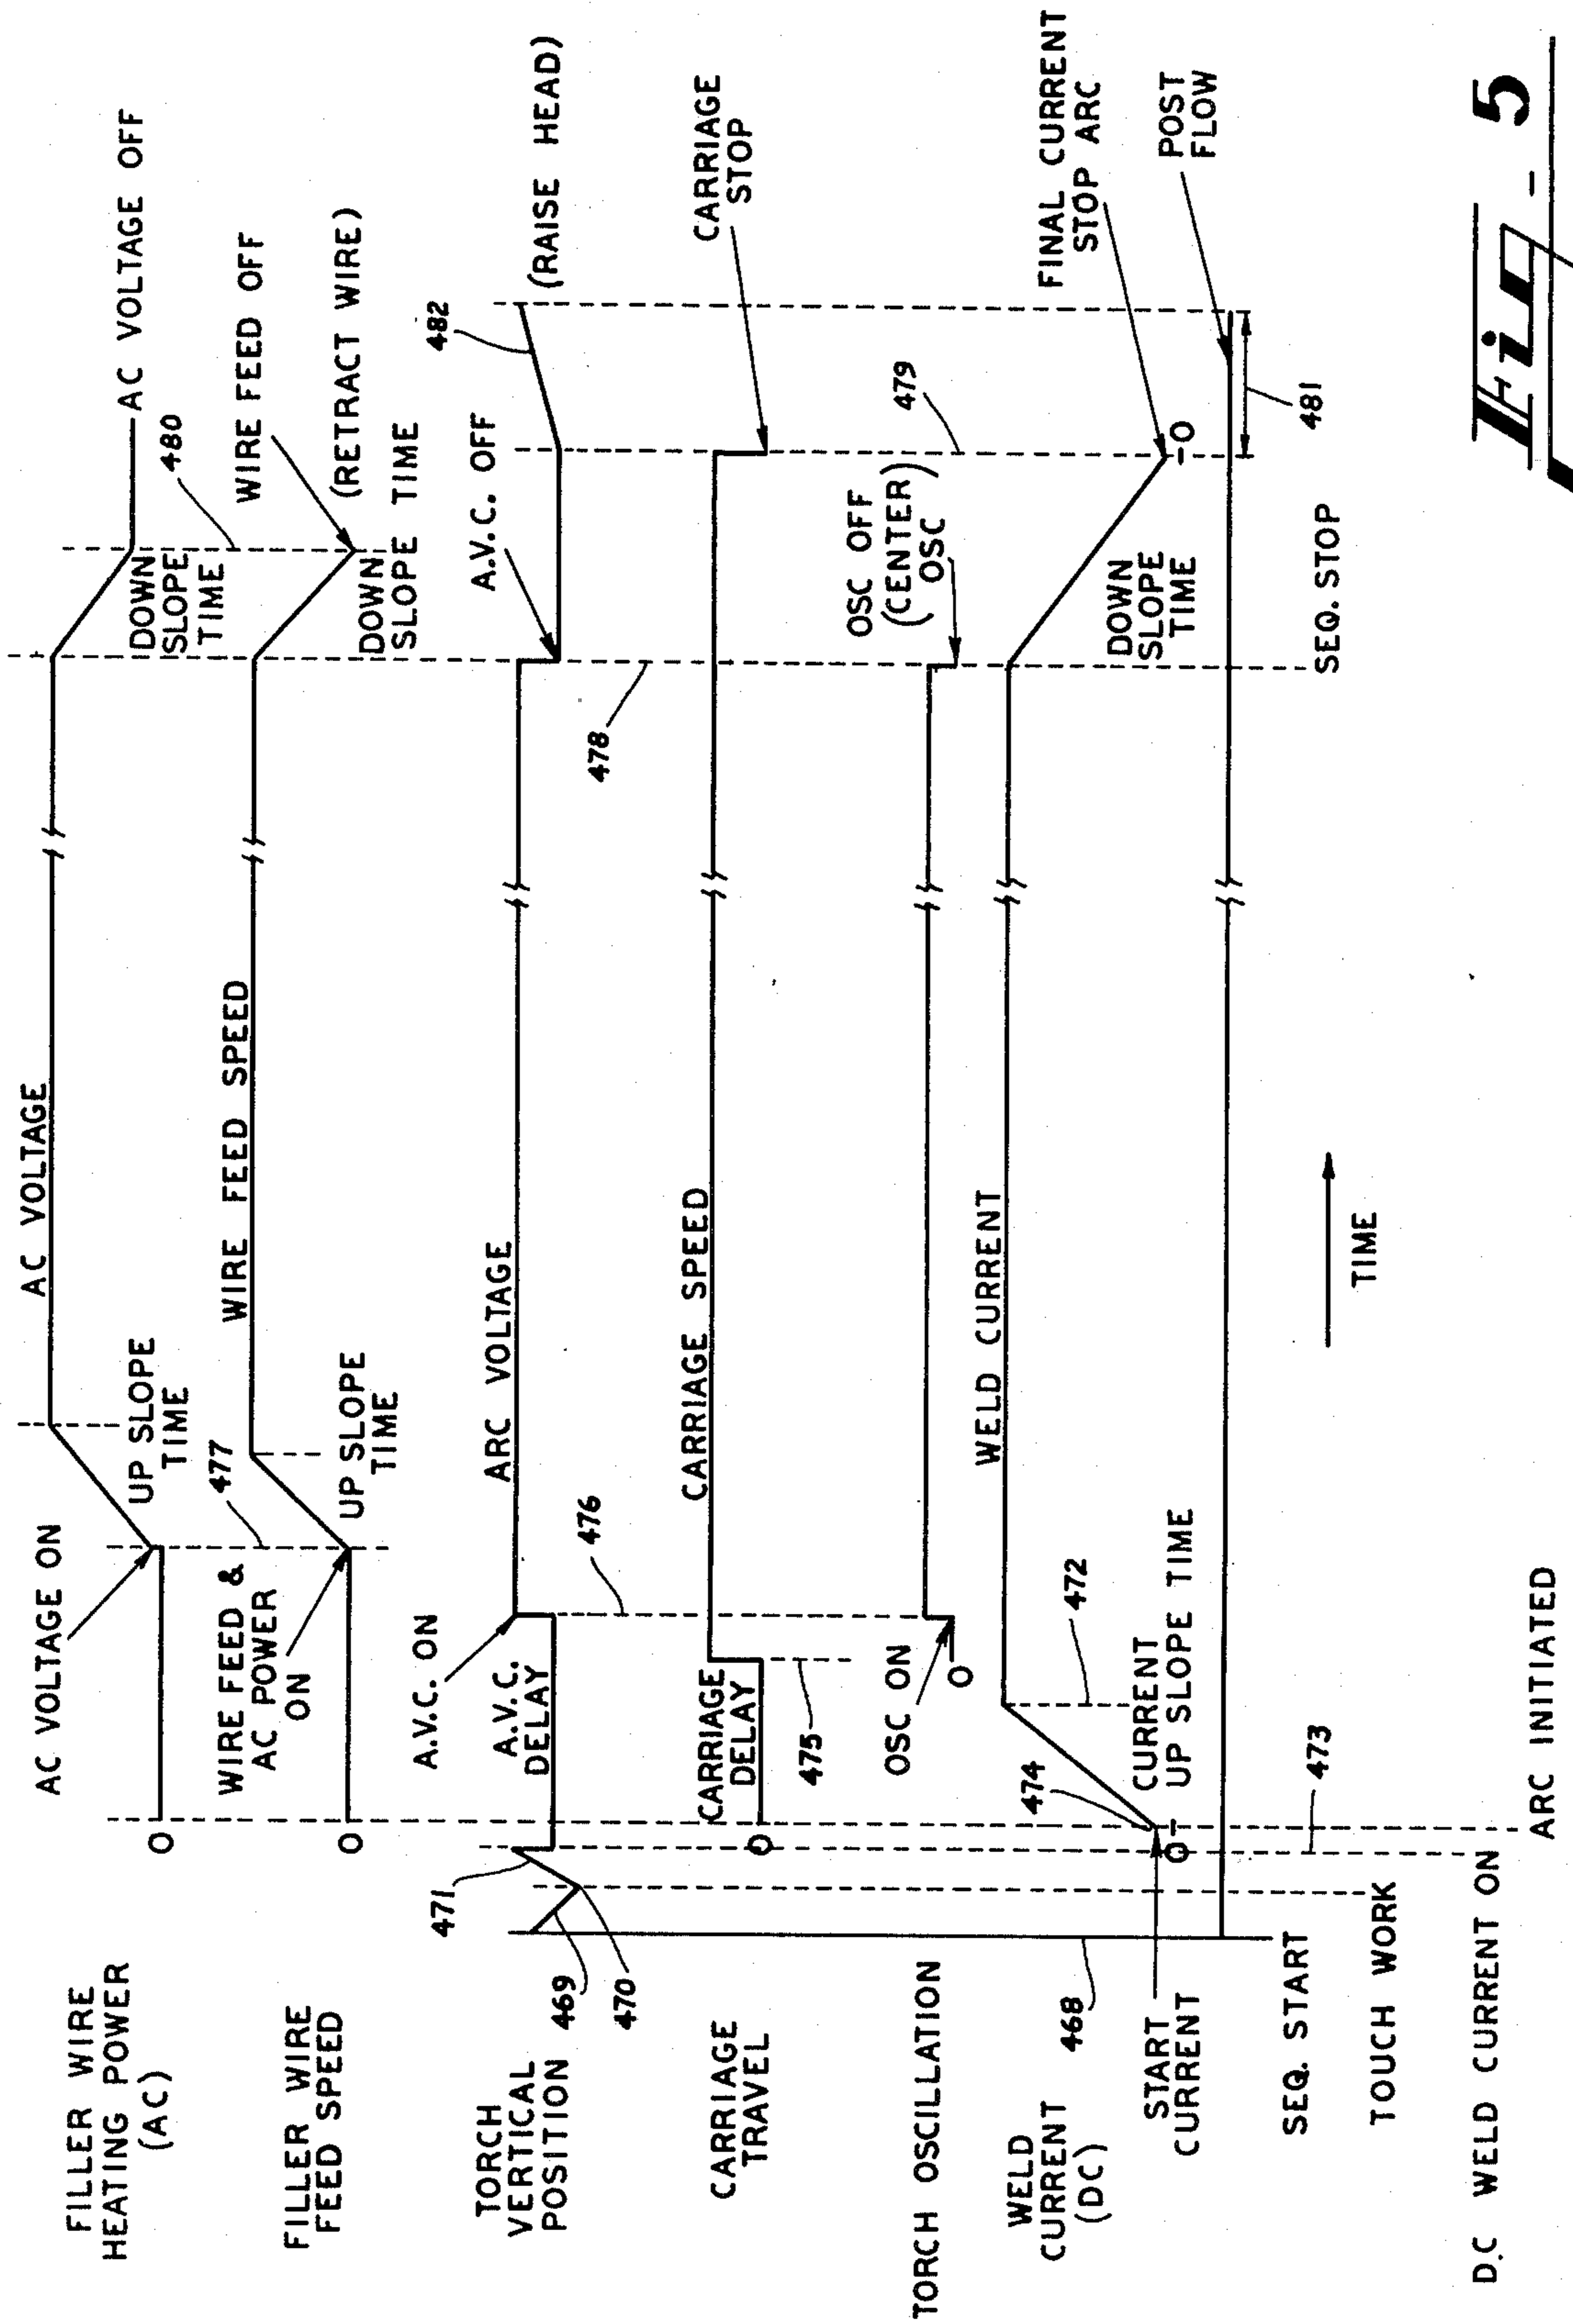 FILLER WIRE
HEATING POWER
(AC)
AC VOLTAGE ON
UP SLOPE
TIME
AC VOLTAGE
DOWN
SLOPE
TIME
480
AC VOLTAGE OFF
FILLER WIRE
FEED SPEED
O
O
WIRE FEED &
AC POWER
ON
477
UP SLOPE
TIME
WIRE FEED SPEED
WIRE FEED OFF
(RETRACT WIRE)
DOWN
SLOPE TIME
TORCH
VERTICAL
POSITION
469
470
471
A.V.C. ON
A.V.C.
DELAY
ARC VOLTAGE
476
A.V.C. OFF
482
(RAISE HEAD)
478
CARRIAGE
TRAVEL
O
CARRIAGE
DELAY
475
CARRIAGE SPEED
CARRIAGE
STOP
479
TORCH OSCILLATION
OSC ON
O
OSC OFF
(CENTER)
OSC
WELD
CURRENT
(DC)
468
START
CURRENT
474
O
CURRENT
UP SLOPE TIME
472
473
WELD CURRENT
DOWN
SLOPE
TIME
O
FINAL CURRENT
STOP ARC
POST
FLOW
481
SEQ. START
TOUCH WORK
D.C WELD CURRENT ON
ARC INITIATED
TIME
SEQ. STOP
Fig - 5